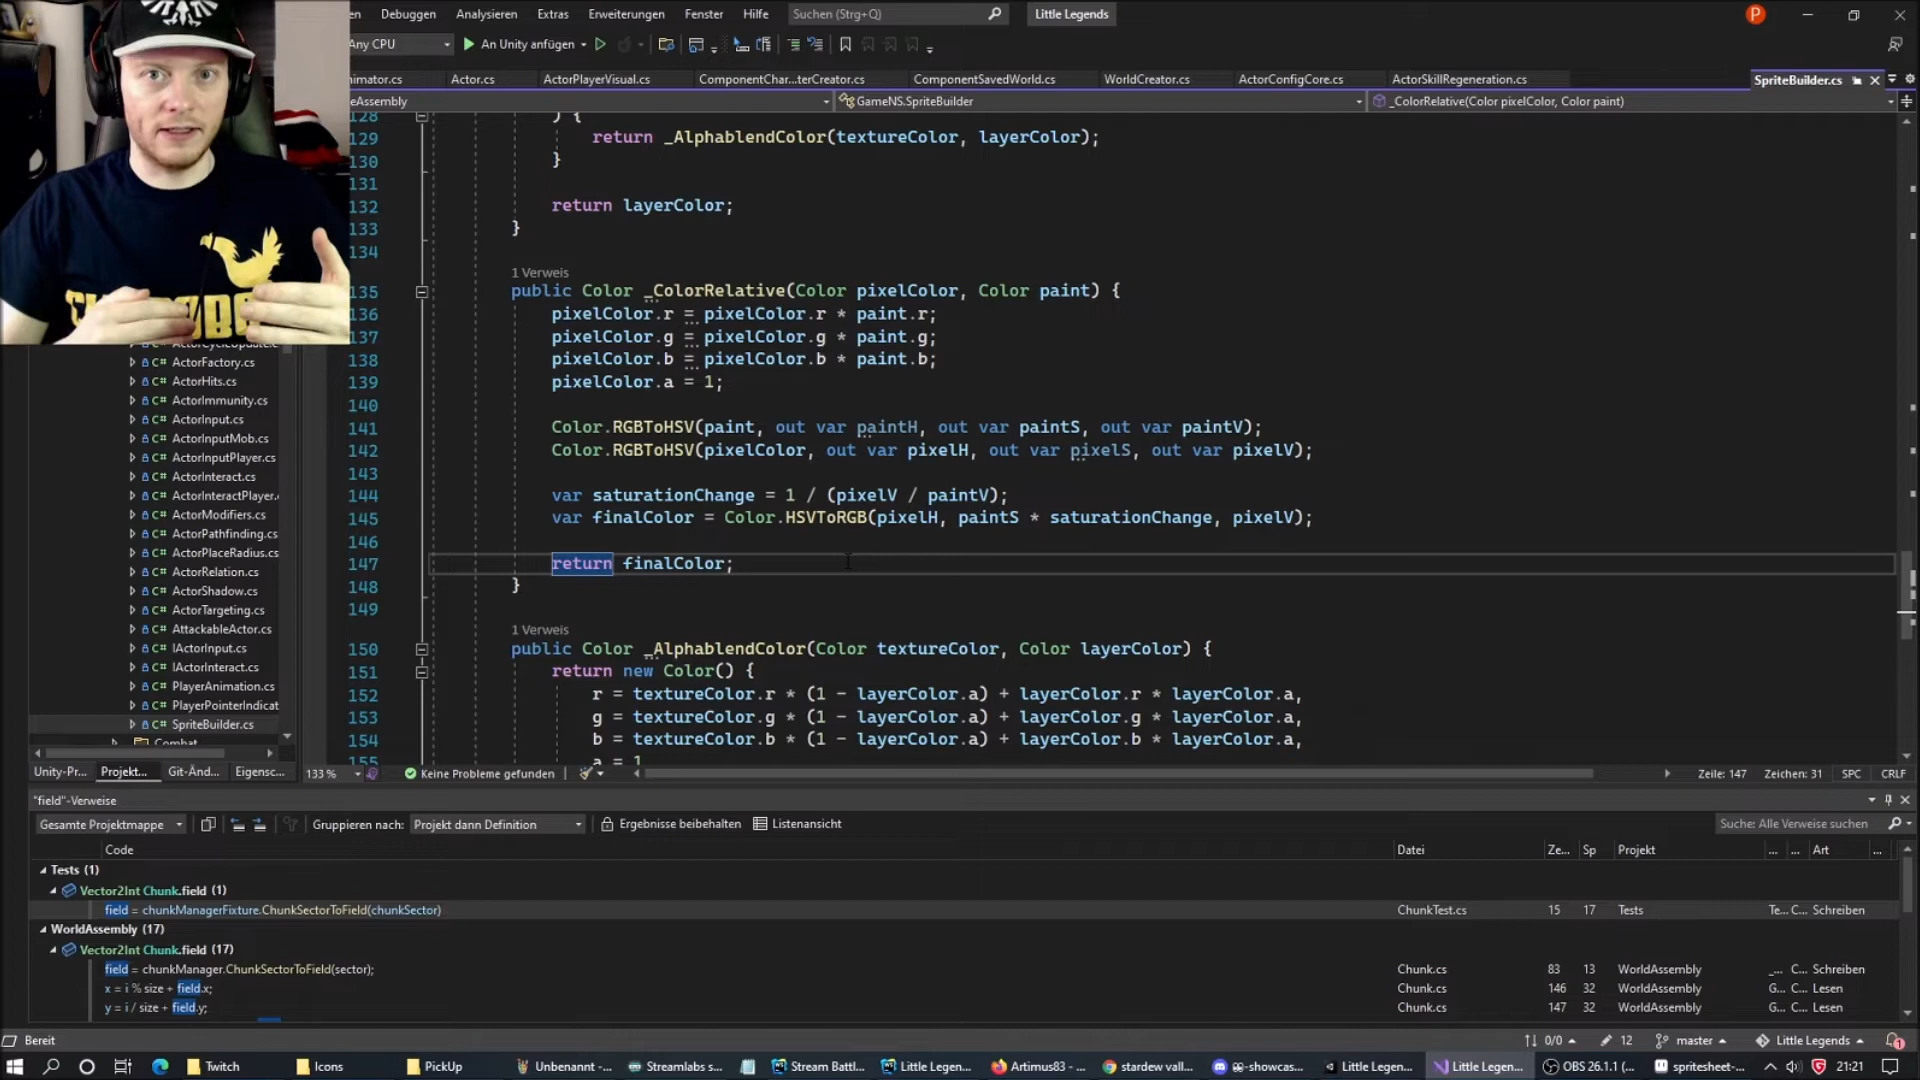 Debuggen Analysieren Extras Erweiterungen Fenster Hilfe Suchen (Strg+Q) Little Legends P
Any CPU An Unity anfügen
Actor.cs ActorPlayerVisual.cs ComponentChar...terCreator.cs ComponentSavedWorld.cs WorldCreator.cs ActorConfigCore.cs ActorSkillRegeneration.cs SpriteBuilder.cs
GameNS.SpriteBuilder _ColorRelative(Color pixelColor, Color paint)
128 ) {
129 return _AlphablendColor(textureColor, layerColor);
130 }
131
132 return layerColor;
133 }
134
1 Verweis
135 public Color _ColorRelative(Color pixelColor, Color paint) {
136 pixelColor.r = pixelColor.r * paint.r;
137 pixelColor.g = pixelColor.g * paint.g;
138 pixelColor.b = pixelColor.b * paint.b;
139 pixelColor.a = 1;
140
141 Color.RGBToHSV(paint, out var paintH, out var paintS, out var paintV);
142 Color.RGBToHSV(pixelColor, out var pixelH, out var pixelS, out var pixelV);
143
144 var saturationChange = 1 / (pixelV / paintV);
145 var finalColor = Color.HSVToRGB(pixelH, paintS * saturationChange, pixelV);
146
147 return finalColor;
148 }
149
1 Verweis
150 public Color _AlphablendColor(Color textureColor, Color layerColor) {
151 return new Color() {
152 r = textureColor.r * (1 - layerColor.a) + layerColor.r * layerColor.a,
153 g = textureColor.g * (1 - layerColor.a) + layerColor.g * layerColor.a,
154 b = textureColor.b * (1 - layerColor.a) + layerColor.b * layerColor.a,
155 a = 1
C# ActorFactory.cs
C# ActorHits.cs
C# ActorImmunity.cs
C# ActorInput.cs
C# ActorInputMob.cs
C# ActorInputPlayer.cs
C# ActorInteract.cs
C# ActorInteractPlayer.
C# ActorModifiers.cs
C# ActorPathfinding.cs
C# ActorPlaceRadius.cs
C# ActorRelation.cs
C# ActorShadow.cs
C# ActorTargeting.cs
C# AttackableActor.cs
C# IActorInput.cs
C# IActorInteract.cs
C# PlayerAnimation.cs
C# PlayerPointerIndicat
C# SpriteBuilder.cs
Combat
Unity-Pr... Projekt... Git-Änd... Eigensc... 133 % Keine Probleme gefunden Zeile: 147 Zeichen: 31 SPC CRLF
"field"-Verweise
Gesamte Projektmappe Gruppieren nach: Projekt dann Definition Ergebnisse beibehalten Listenansicht Suche: Alle Verweise suchen
Code Datei Ze... Sp Projekt ... ... Art ...
Tests (1)
Vector2Int Chunk.field (1)
field = chunkManagerFixture.ChunkSectorToField(chunkSector) ChunkTest.cs 15 17 Tests Te... C... Schreiben
WorldAssembly (17)
Vector2Int Chunk.field (17)
field = chunkManager.ChunkSectorToField(sector); Chunk.cs 83 13 WorldAssembly _... C... Schreiben
x = i % size + field.x; Chunk.cs 146 32 WorldAssembly G... C... Lesen
y = i / size + field.y; Chunk.cs 147 32 WorldAssembly G... C... Lesen
Bereit 0/0 12 master Little Legends 1
Twitch Icons PickUp Unbenannt -... Streamlabs s... Stream Battl... Little Legen... Artimus83 - ... stardew vall... -showcas... Little Legen... Little Legen... OBS 26.1.1 (... spritesheet-... 21:21